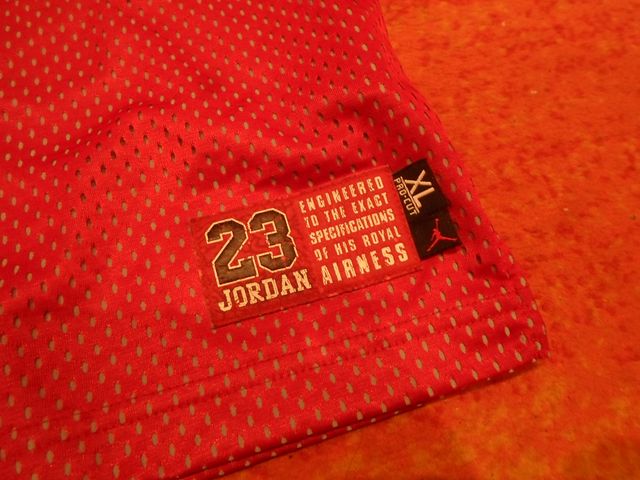 23
JORDAN
ENGINEERED
TO THE EXACT
SPECIFICATIONS
OF HIS ROYAL
AIRNESS
XL
PRO-CUT